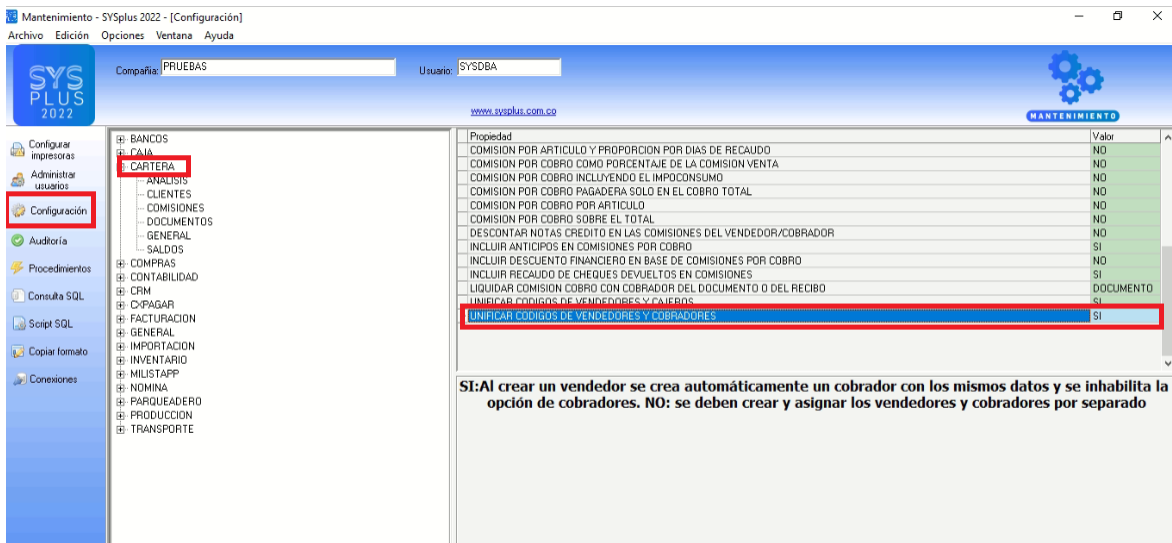 Mantenimiento - SYSplus 2022 - [Configuración]
Archivo Edición Opciones Ventana Ayuda
SYS
PLUS
2022
Compañia: PRUEBAS
Usuario: SYSDBA
www.sysplus.com.co
MANTENIMIENTO
Configurar
impresoras
Administrar
usuarios
Configuración
Auditoría
Procedimientos
Consulta SQL
Script SQL
Copiar formato
Conexiones
BANCOS
CAJA
CARTERA
ANALISIS
CLIENTES
COMISIONES
DOCUMENTOS
GENERAL
SALDOS
COMPRAS
CONTABILIDAD
CRM
CXPAGAR
FACTURACION
GENERAL
IMPORTACION
INVENTARIO
MILISTAPP
NOMINA
PARQUEADERO
PRODUCCION
TRANSPORTE
Propiedad Valor
COMISION POR ARTICULO Y PROPORCION POR DIAS DE RECAUDO NO
COMISION POR COBRO COMO PORCENTAJE DE LA COMISION VENTA NO
COMISION POR COBRO INCLUYENDO EL IMPOCONSUMO NO
COMISION POR COBRO PAGADERA SOLO EN EL COBRO TOTAL NO
COMISION POR COBRO POR ARTICULO NO
COMISION POR COBRO SOBRE EL TOTAL NO
DESCONTAR NOTAS CREDITO EN LAS COMISIONES DEL VENDEDOR/COBRADOR NO
INCLUIR ANTICIPOS EN COMISIONES POR COBRO SI
INCLUIR DESCUENTO FINANCIERO EN BASE DE COMISIONES POR COBRO NO
INCLUIR RECAUDO DE CHEQUES DEVUELTOS EN COMISIONES SI
LIQUIDAR COMISION COBRO CON COBRADOR DEL DOCUMENTO O DEL RECIBO DOCUMENTO
UNIFICAR CODIGOS DE VENDEDORES Y CAJEROS SI
UNIFICAR CODIGOS DE VENDEDORES Y COBRADORES SI
SI:Al crear un vendedor se crea automáticamente un cobrador con los mismos datos y se inhabilita la
opción de cobradores. NO: se deben crear y asignar los vendedores y cobradores por separado